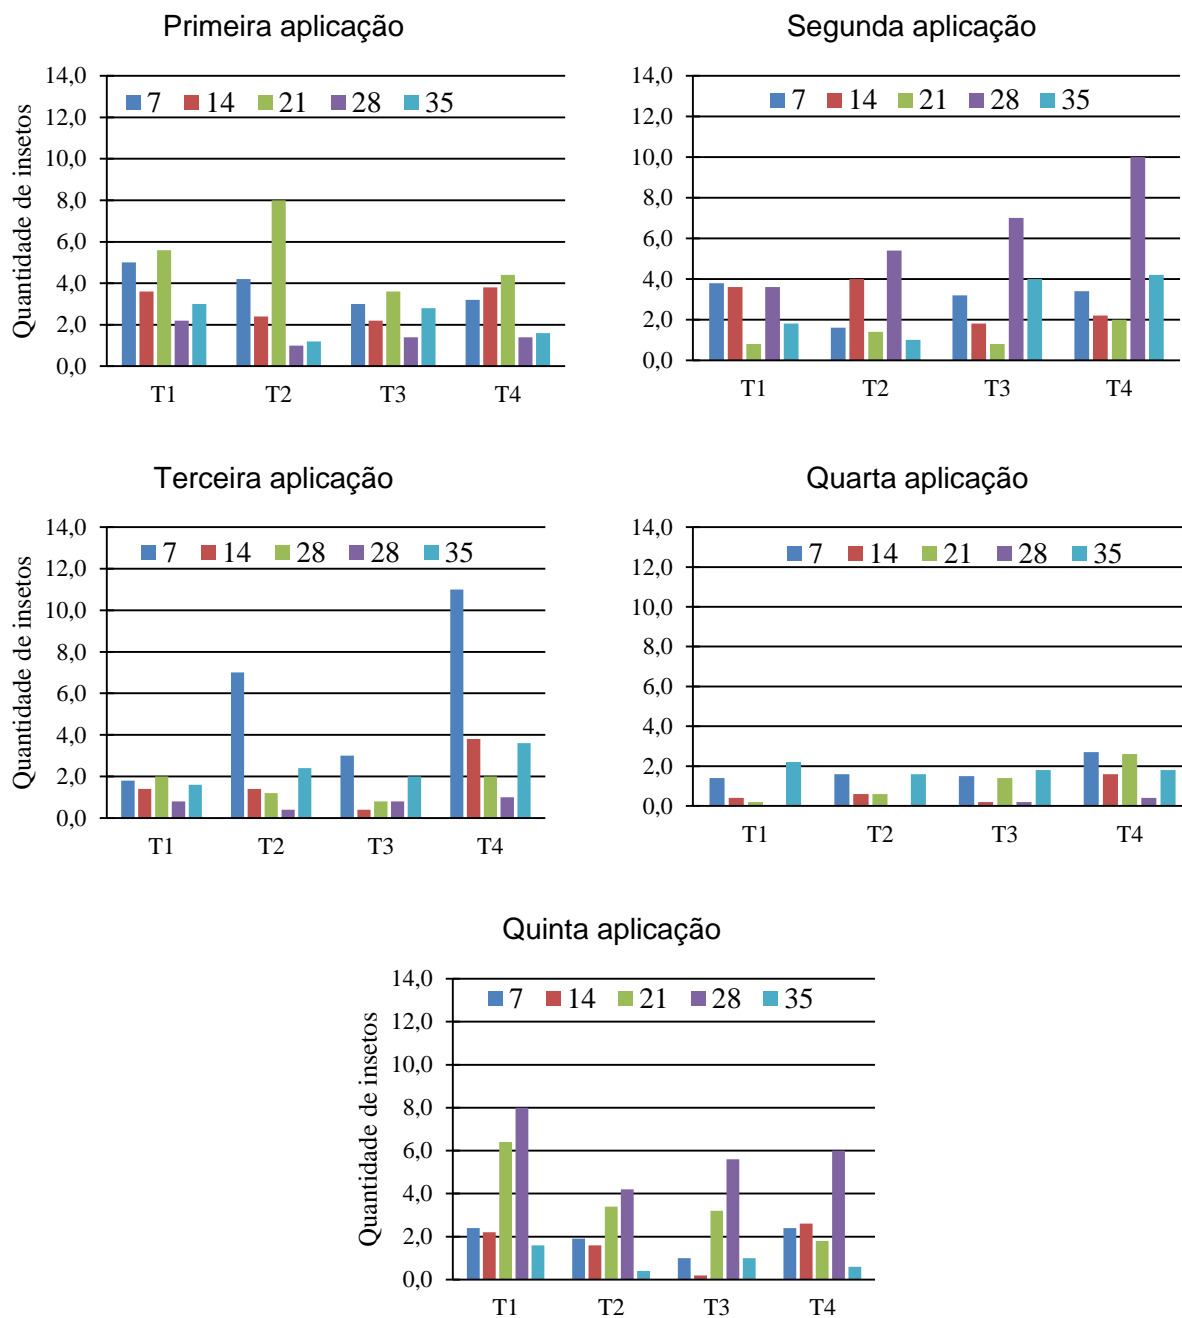 Primeira aplicação
Quantidade de insetos
14,0
12,0
10,0
8,0
6,0
4,0
2,0
0,0
7 14 21 28 35
T1 T2 T3 T4
Segunda aplicação
14,0
12,0
10,0
8,0
6,0
4,0
2,0
0,0
7 14 21 28 35
T1 T2 T3 T4
Terceira aplicação
Quantidade de insetos
14,0
12,0
10,0
8,0
6,0
4,0
2,0
0,0
7 14 28 28 35
T1 T2 T3 T4
Quarta aplicação
14,0
12,0
10,0
8,0
6,0
4,0
2,0
0,0
7 14 21 28 35
T1 T2 T3 T4
Quinta aplicação
Quantidade de insetos
14,0
12,0
10,0
8,0
6,0
4,0
2,0
0,0
7 14 21 28 35
T1 T2 T3 T4